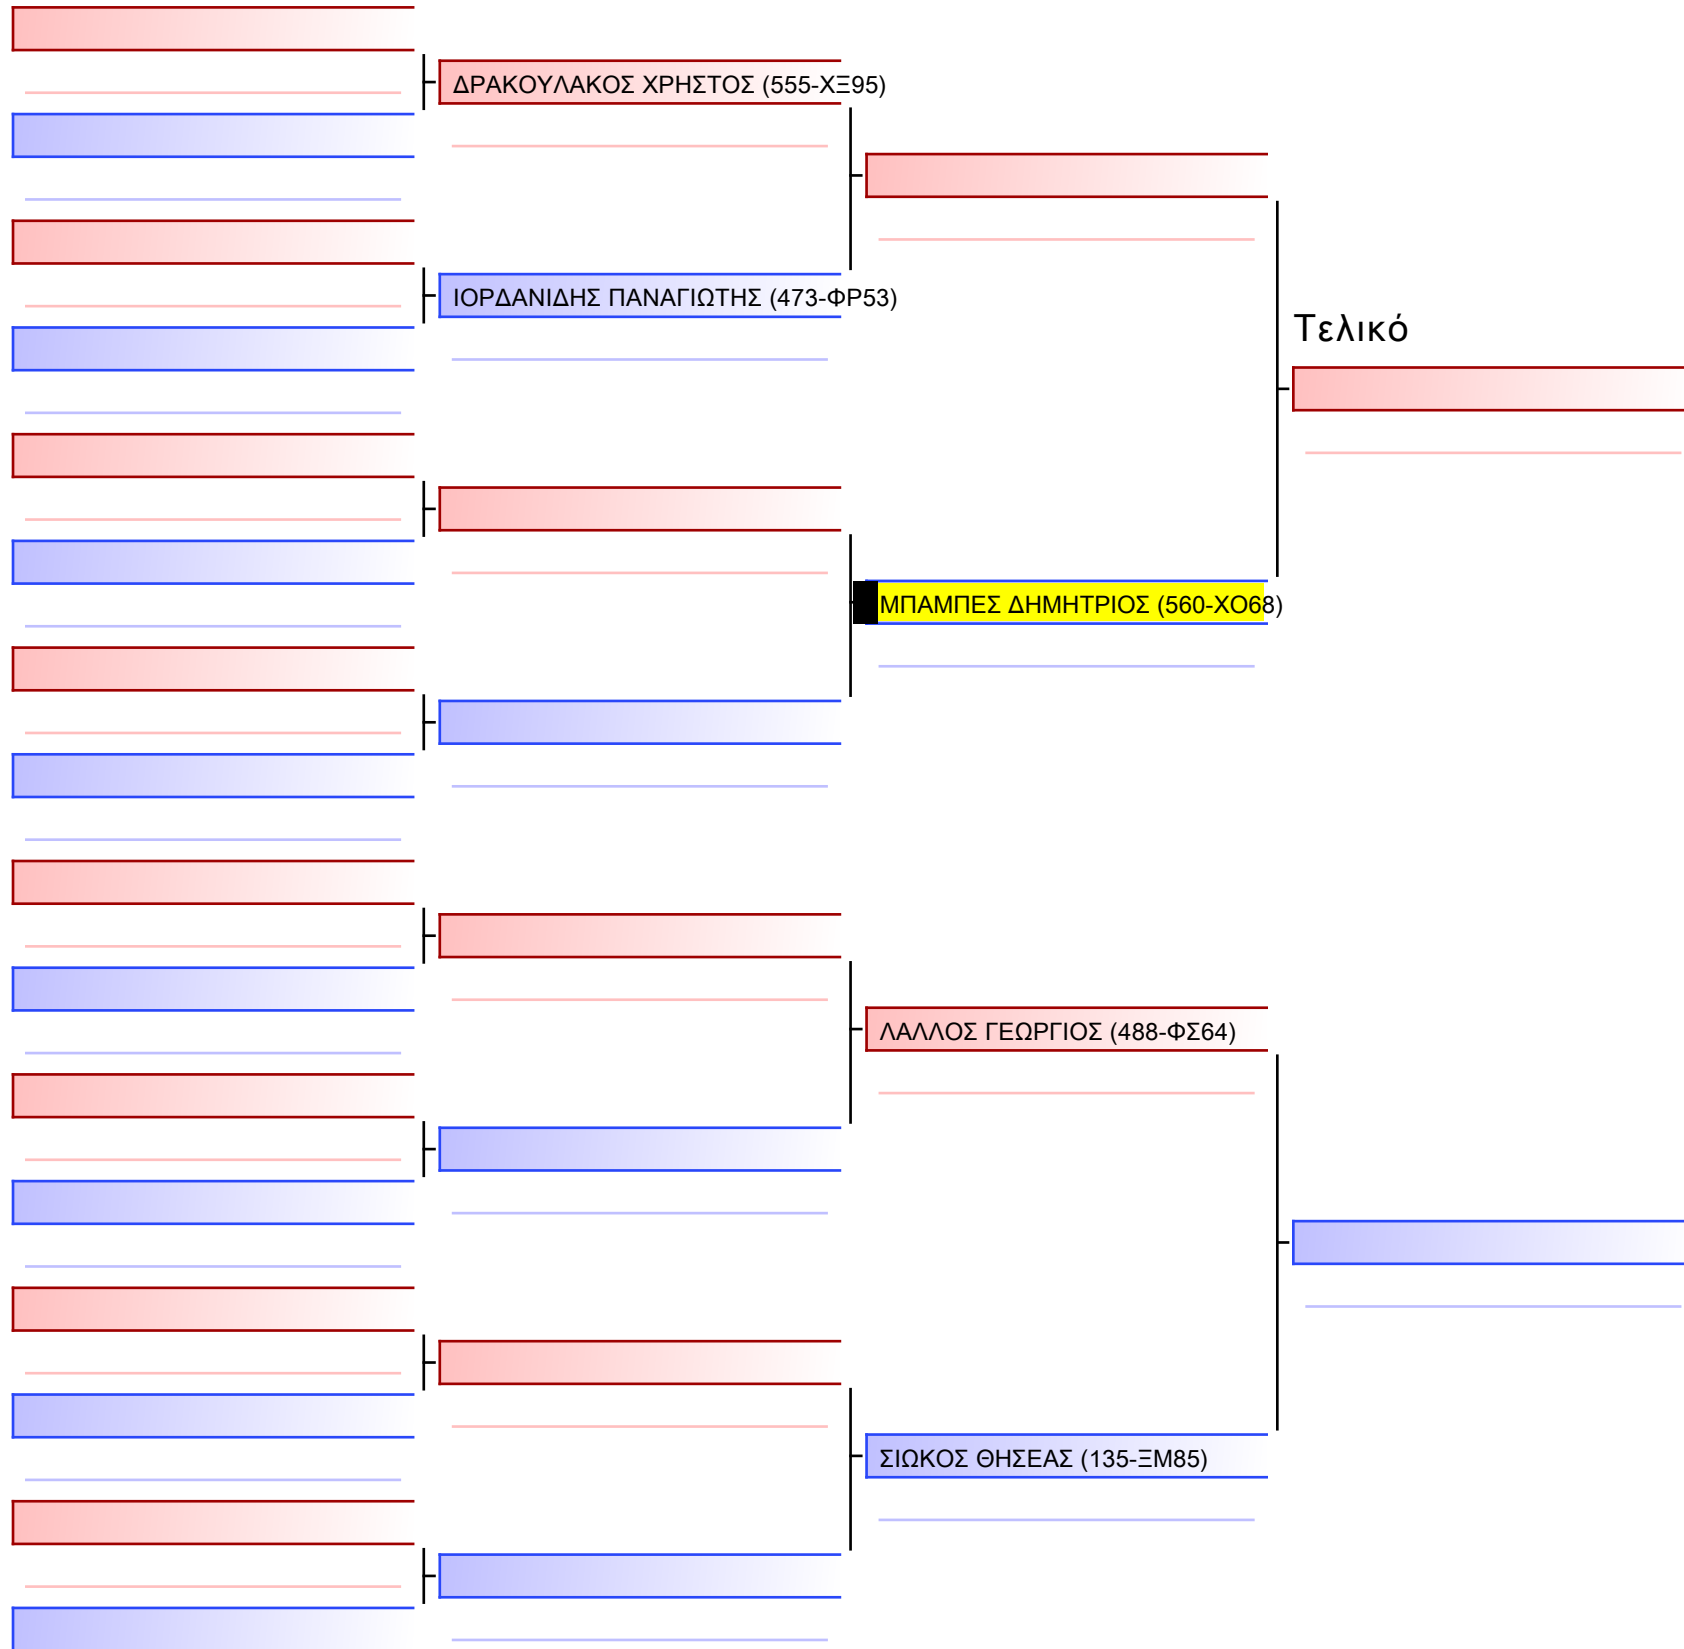 ΔΡΑΚΟΥΛΑΚΟΣ ΧΡΗΣΤΟΣ (555-ΧΞ95)
ΙΟΡΔΑΝΙΔΗΣ ΠΑΝΑΓΙΩΤΗΣ (473-ΦΡ53)
Τελικό
ΜΠΑΜΠΕΣ ΔΗΜΗΤΡΙΟΣ (560-ΧΟ68)
ΛΑΛΛΟΣ ΓΕΩΡΓΙΟΣ (488-ΦΣ64)
ΣΙΩΚΟΣ ΘΗΣΕΑΣ (135-ΞΜ85)